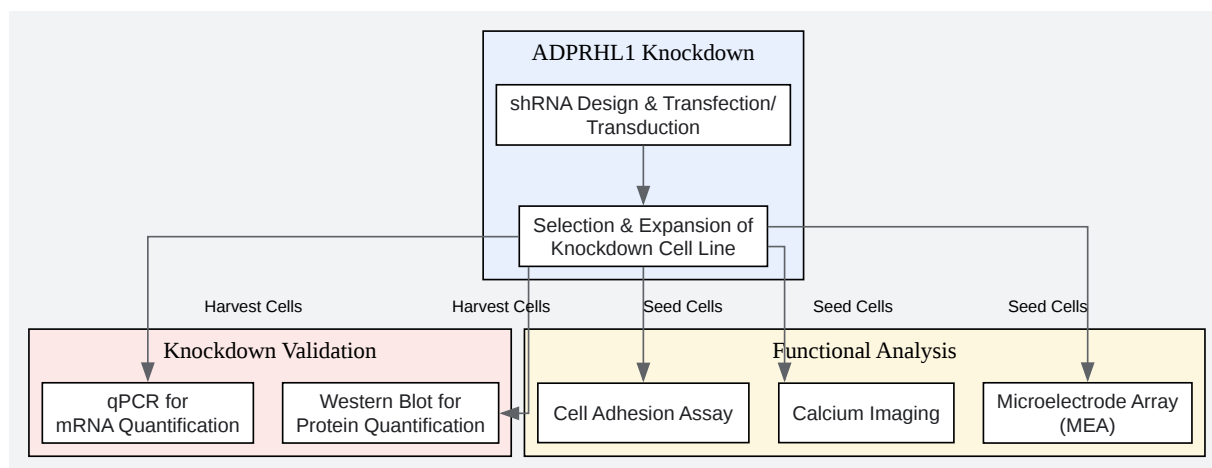 ADPRHL1 Knockdown
shRNA Design & Transfection/
Transduction
Selection & Expansion of
Knockdown Cell Line
Harvest Cells
Harvest Cells
Seed Cells
Seed Cells
Seed Cells
Knockdown Validation
Functional Analysis
qPCR for
mRNA Quantification
Western Blot for
Protein Quantification
Cell Adhesion Assay
Calcium Imaging
Microelectrode Array
(MEA)